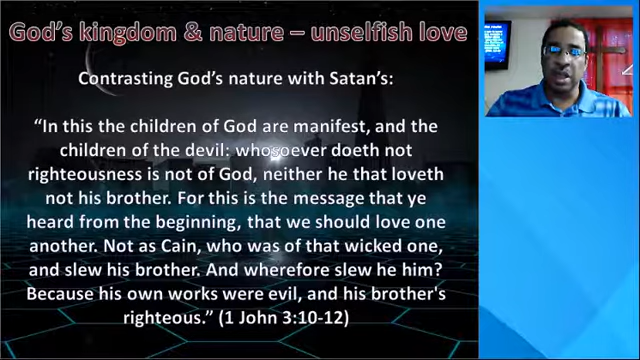 God's kingdom & nature – unselfish love
Contrasting God's nature with Satan's:
“In this the children of God are manifest, and the
children of the devil: whosoever doeth not
righteousness is not of God, neither he that loveth
not his brother. For this is the message that ye
heard from the beginning, that we should love one
another. Not as Cain, who was of that wicked one,
and slew his brother. And wherefore slew he him?
Because his own works were evil, and his brother's
righteous.” (1 John 3:10-12)